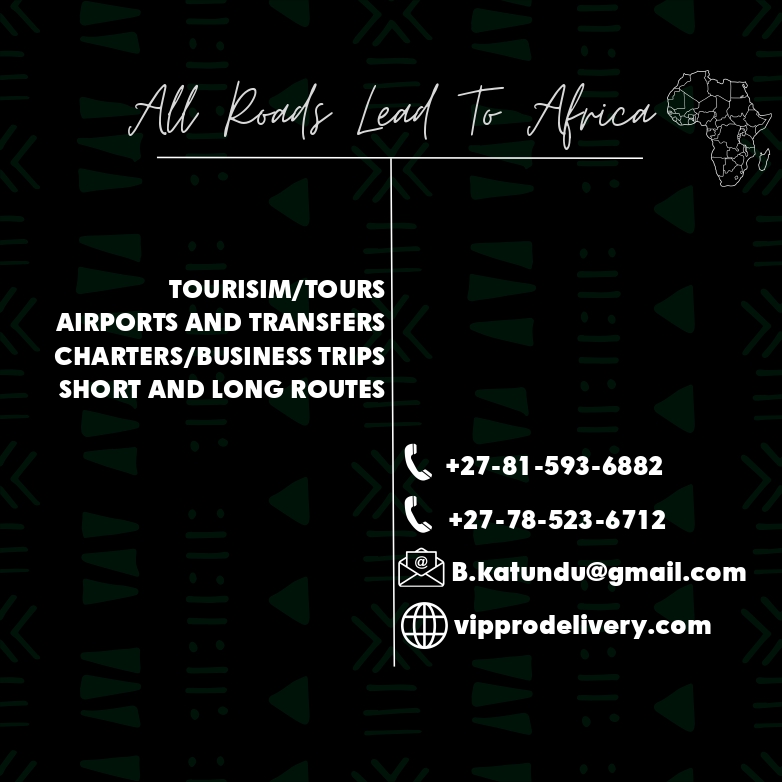 All Roads Lead To Africa
TOURISIM/TOURS
AIRPORTS AND TRANSFERS
CHARTERS/BUSINESS TRIPS
SHORT AND LONG ROUTES
+27-81-593-6882
+27-78-523-6712
B.katundu@gmail.com
vipprodelivery.com